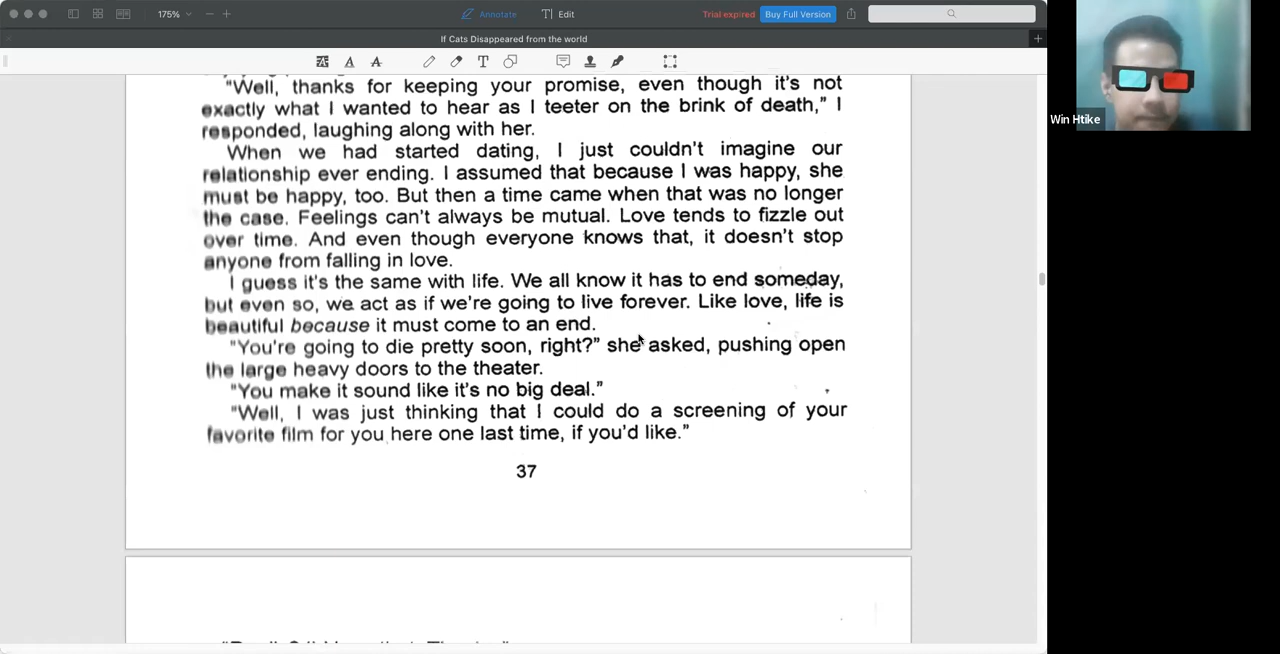 175%
Annotate
Edit
Trial expired
Buy Full Version
If Cats Disappeared from the world
"Well, thanks for keeping your promise, even though it's not
exactly what I wanted to hear as I teeter on the brink of death," I
responded, laughing along with her.
When we had started dating, I just couldn't imagine our
relationship ever ending. I assumed that because I was happy, she
must be happy, too. But then a time came when that was no longer
the case. Feelings can't always be mutual. Love tends to fizzle out
over time. And even though everyone knows that, it doesn't stop
anyone from falling in love.
I guess it's the same with life. We all know it has to end someday,
but even so, we act as if we're going to live forever. Like love, life is
beautiful because it must come to an end.
"You're going to die pretty soon, right?" she asked, pushing open
the large heavy doors to the theater.
"You make it sound like it's no big deal."
"Well, I was just thinking that I could do a screening of your
favorite film for you here one last time, if you'd like."
37
Win Htike